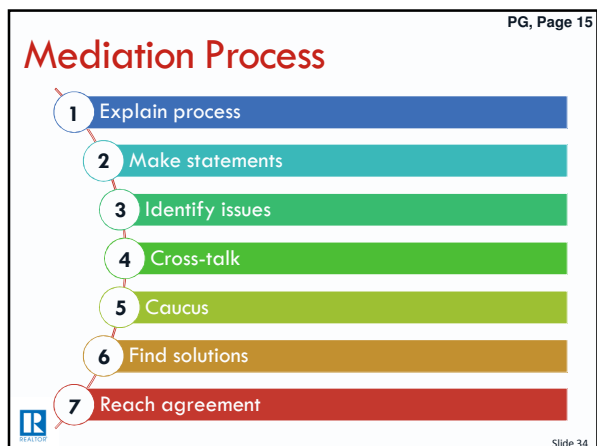 PG, Page 15
Mediation Process
1 Explain process
2 Make statements
3 Identify issues
4 Cross-talk
5 Caucus
6 Find solutions
7 Reach agreement
R
REALTOR
Slide 34